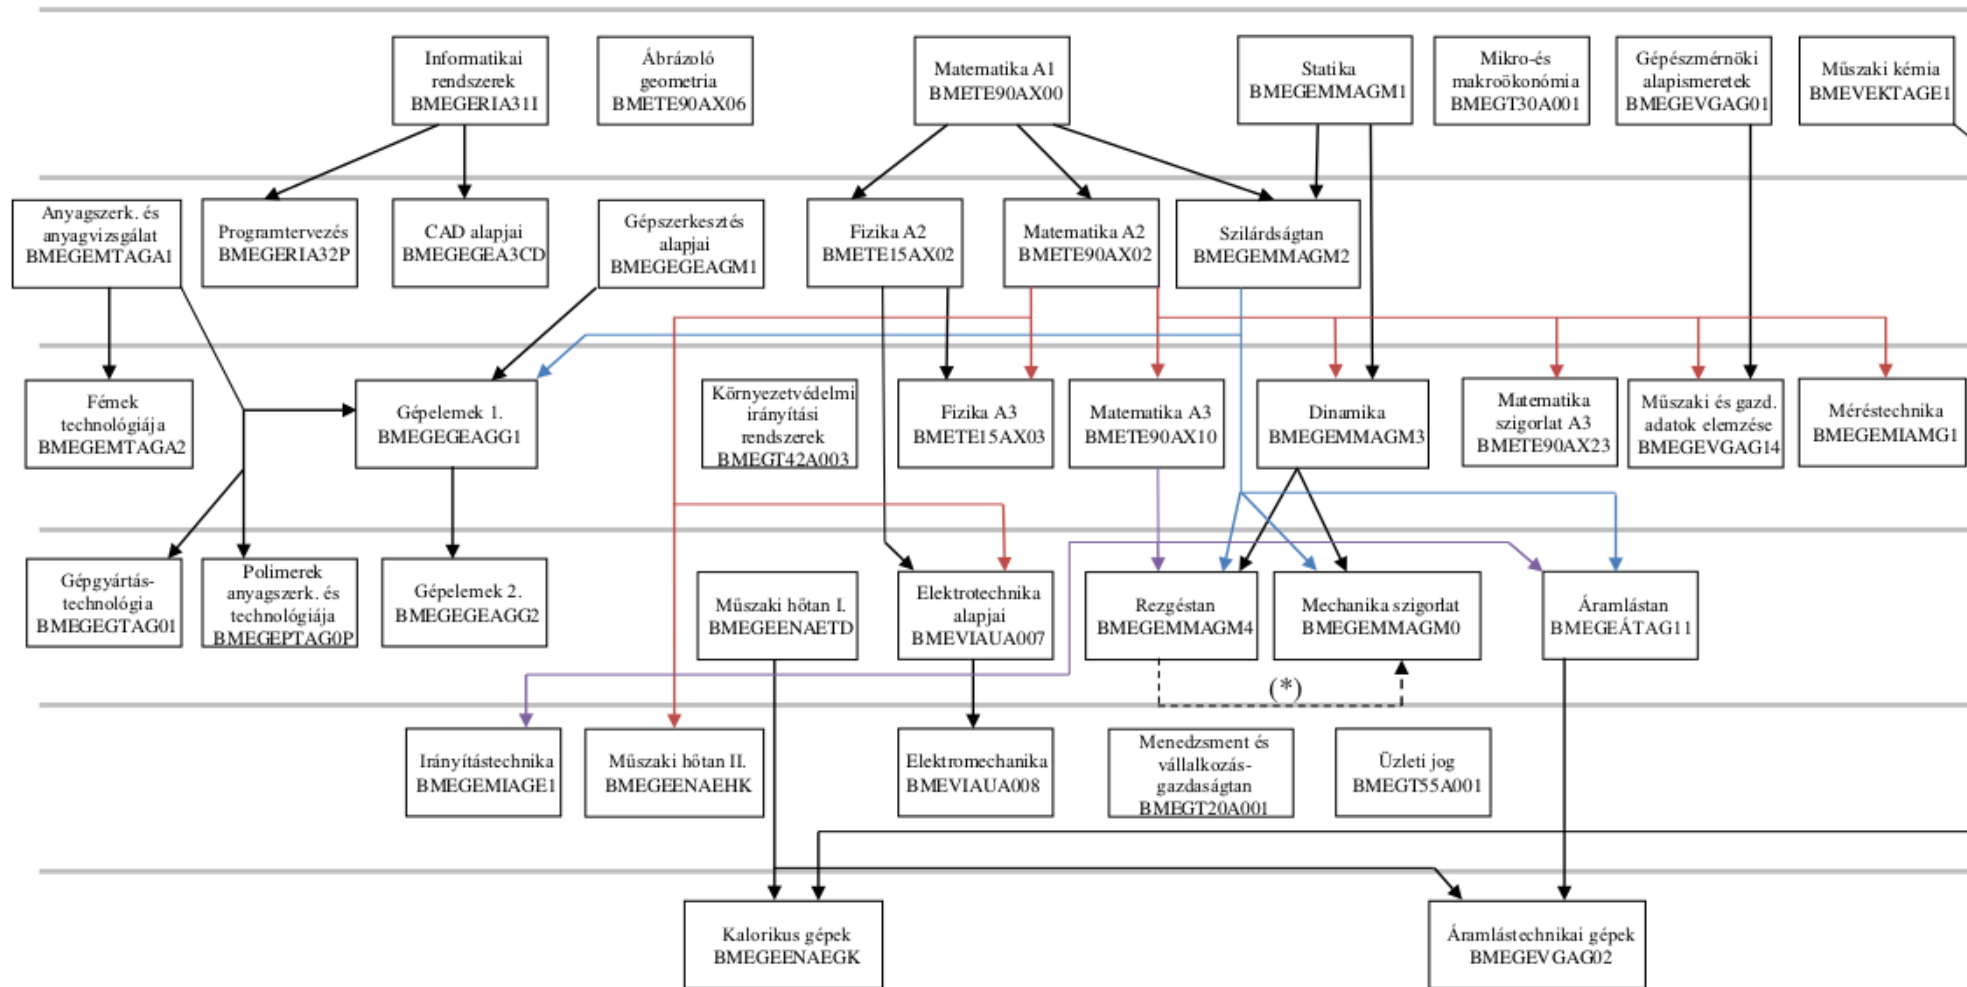 Informatikai
rendszerek
BMEGERIA31I
Ábrázoló
geometria
BMETE90AX06
Matematika A1
BMETE90AX00
Statika
BMEGEMMAGM1
Mikro-és
makroökonómia
BMEGT30A001
Gépészmérnöki
alapismeretek
BMEGEVGAG01
Műszaki kémia
BMEVEKTAGE1
Anyagszerk. és
anyagvizsgálat
BMEGEMTAGA1
Programtervezés
BMEGERIA32P
CAD alapjai
BMEGEGEA3CD
Gépszerkesztés
alapjai
BMEGEGEAGM1
Fizika A2
BMETE15AX02
Matematika A2
BMETE90AX02
Szilárdságtan
BMEGEMMAGM2
Fémek
technológiája
BMEGEMTAGA2
Gépelemek 1.
BMEGEGEAGG1
Környezetvédelmi
irányítási
rendszerek
BMEGT42A003
Fizika A3
BMETE15AX03
Matematika A3
BMETE90AX10
Dinamika
BMEGEMMAGM3
Matematika
szigorlat A3
BMETE90AX23
Műszaki és gazd.
adatok elemzése
BMEGEVGAG14
Méréstechnika
BMEGEMIAMG1
Gépgyártás-
technológia
BMEGEGTAG01
Polimerek
anyagszerk. és
technológiája
BMEGEPTAG0P
Gépelemek 2.
BMEGEGEAGG2
Műszaki hőtan I.
BMEGEENAETD
Elektrotechnika
alapjai
BMEVIAUA007
Rezgéstan
BMEGEMMAGM4
Mechanika szigorlat
BMEGEMMAGM0
Áramlástan
BMEGEÁTAG11
(*)
Irányítástechnika
BMEGEMIAGE1
Műszaki hőtan II.
BMEGEENAEHK
Elektromechanika
BMEVIAUA008
Menedzsment és
vállalkozás-
gazdaságtan
BMEGT20A001
Üzleti jog
BMEGT55A001
Kalorikus gépek
BMEGEENAEGK
Áramlástechnikai gépek
BMEGEVGAG02